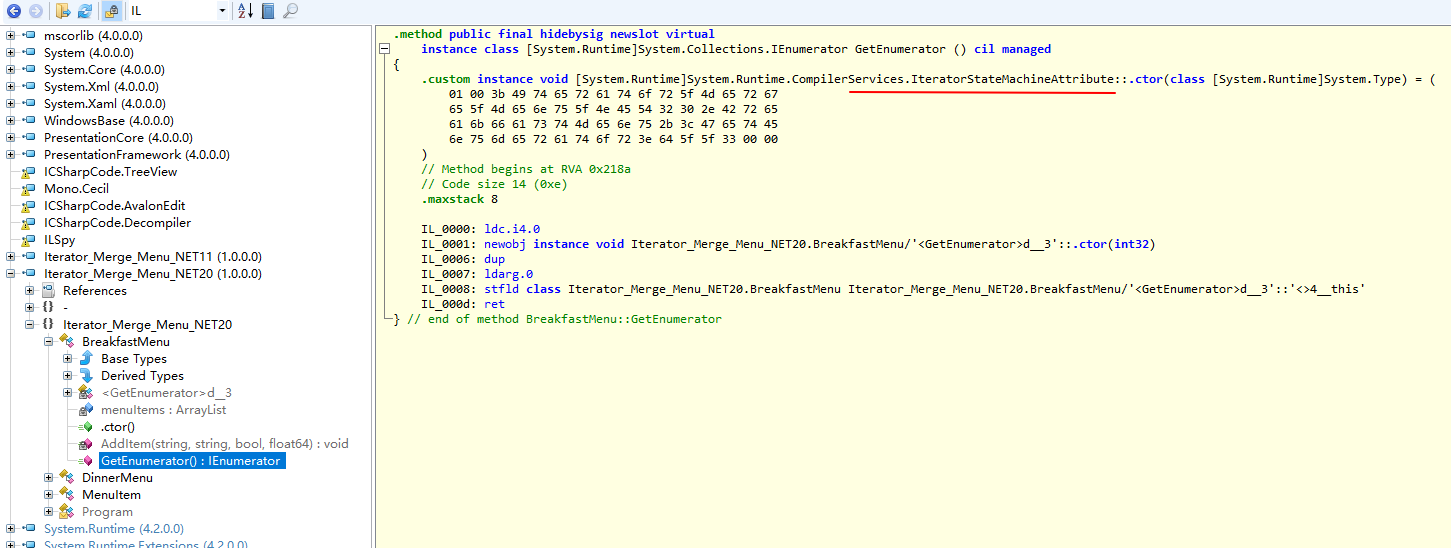 IL
mscorlib (4.0.0.0)
System (4.0.0.0)
System.Core (4.0.0.0)
System.Xml (4.0.0.0)
System.Xaml (4.0.0.0)
WindowsBase (4.0.0.0)
PresentationCore (4.0.0.0)
PresentationFramework (4.0.0.0)
ICSharpCode.TreeView
Mono.Cecil
ICSharpCode.AvalonEdit
ICSharpCode.Decompiler
ILSpy
Iterator_Merge_Menu_NET11 (1.0.0.0)
Iterator_Merge_Menu_NET20 (1.0.0.0)
References
{} -
{} Iterator_Merge_Menu_NET20
BreakfastMenu
Base Types
Derived Types
<GetEnumerator>d__3
menuItems : ArrayList
.ctor()
AddItem(string, string, bool, float64) : void
GetEnumerator() : IEnumerator
DinnerMenu
MenuItem
Program
System.Runtime (4.2.0.0)
System.Runtime.Extensions (4.2.0.0)
.method public final hidebysig newslot virtual
instance class [System.Runtime]System.Collections.IEnumerator GetEnumerator () cil managed
{
.custom instance void [System.Runtime]System.Runtime.CompilerServices.IteratorStateMachineAttribute::.ctor(class [System.Runtime]System.Type) = (
01 00 3b 49 74 65 72 61 74 6f 72 5f 4d 65 72 67
65 5f 4d 65 6e 75 5f 4e 45 54 32 30 2e 42 72 65
61 6b 66 61 73 74 4d 65 6e 75 2b 3c 47 65 74 45
6e 75 6d 65 72 61 74 6f 72 3e 64 5f 5f 33 00 00
)
// Method begins at RVA 0x218a
// Code size 14 (0xe)
.maxstack 8
IL_0000: ldc.i4.0
IL_0001: newobj instance void Iterator_Merge_Menu_NET20.BreakfastMenu/'<GetEnumerator>d__3'::.ctor(int32)
IL_0006: dup
IL_0007: ldarg.0
IL_0008: stfld class Iterator_Merge_Menu_NET20.BreakfastMenu Iterator_Merge_Menu_NET20.BreakfastMenu/'<GetEnumerator>d__3'::'<>4__this'
IL_000d: ret
} // end of method BreakfastMenu::GetEnumerator